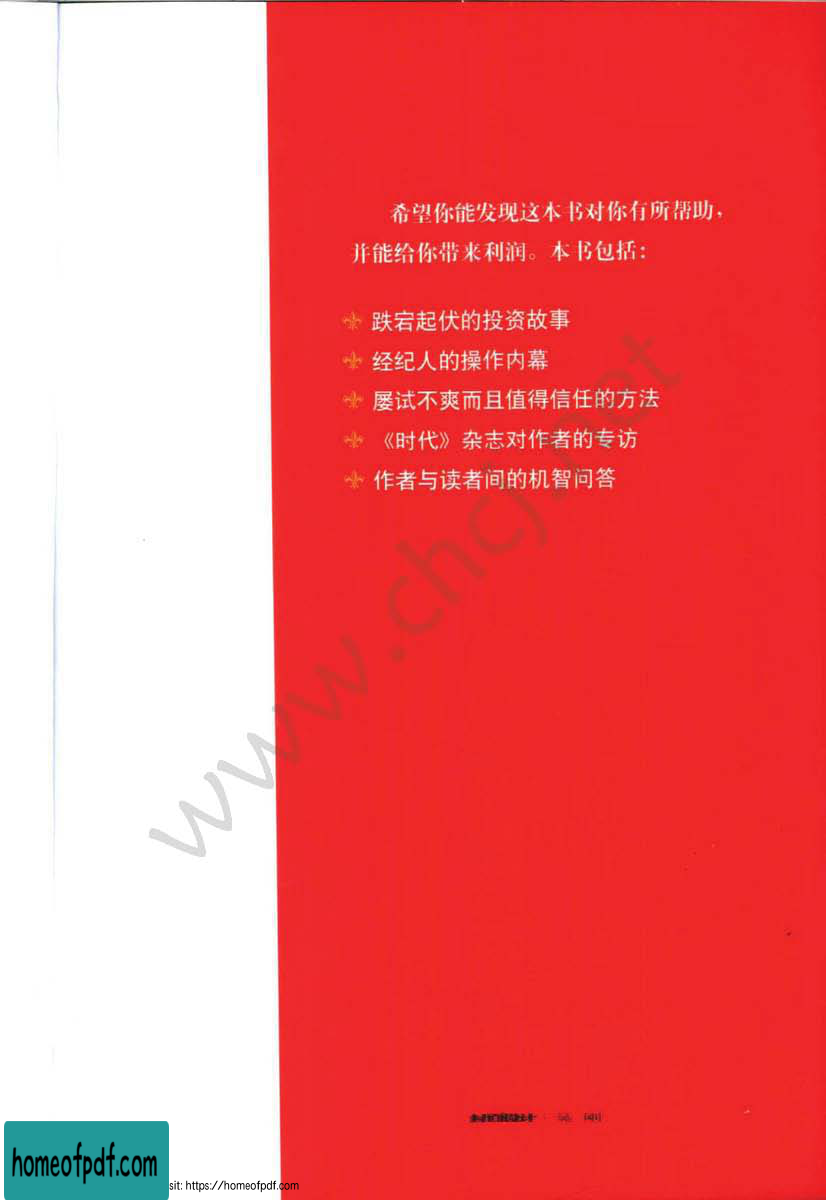 希望你能发现这本书对你有所帮助，
并能给你带来利润。本书包括：
跌宕起伏的投资故事
经纪人的操作内幕
屡试不爽而且值得信任的方法
《时代》杂志对作者的专访
作者与读者间的机智问答
www.chcj.net
吴 刚
homeofpdf.com
sit: https://homeofpdf.com